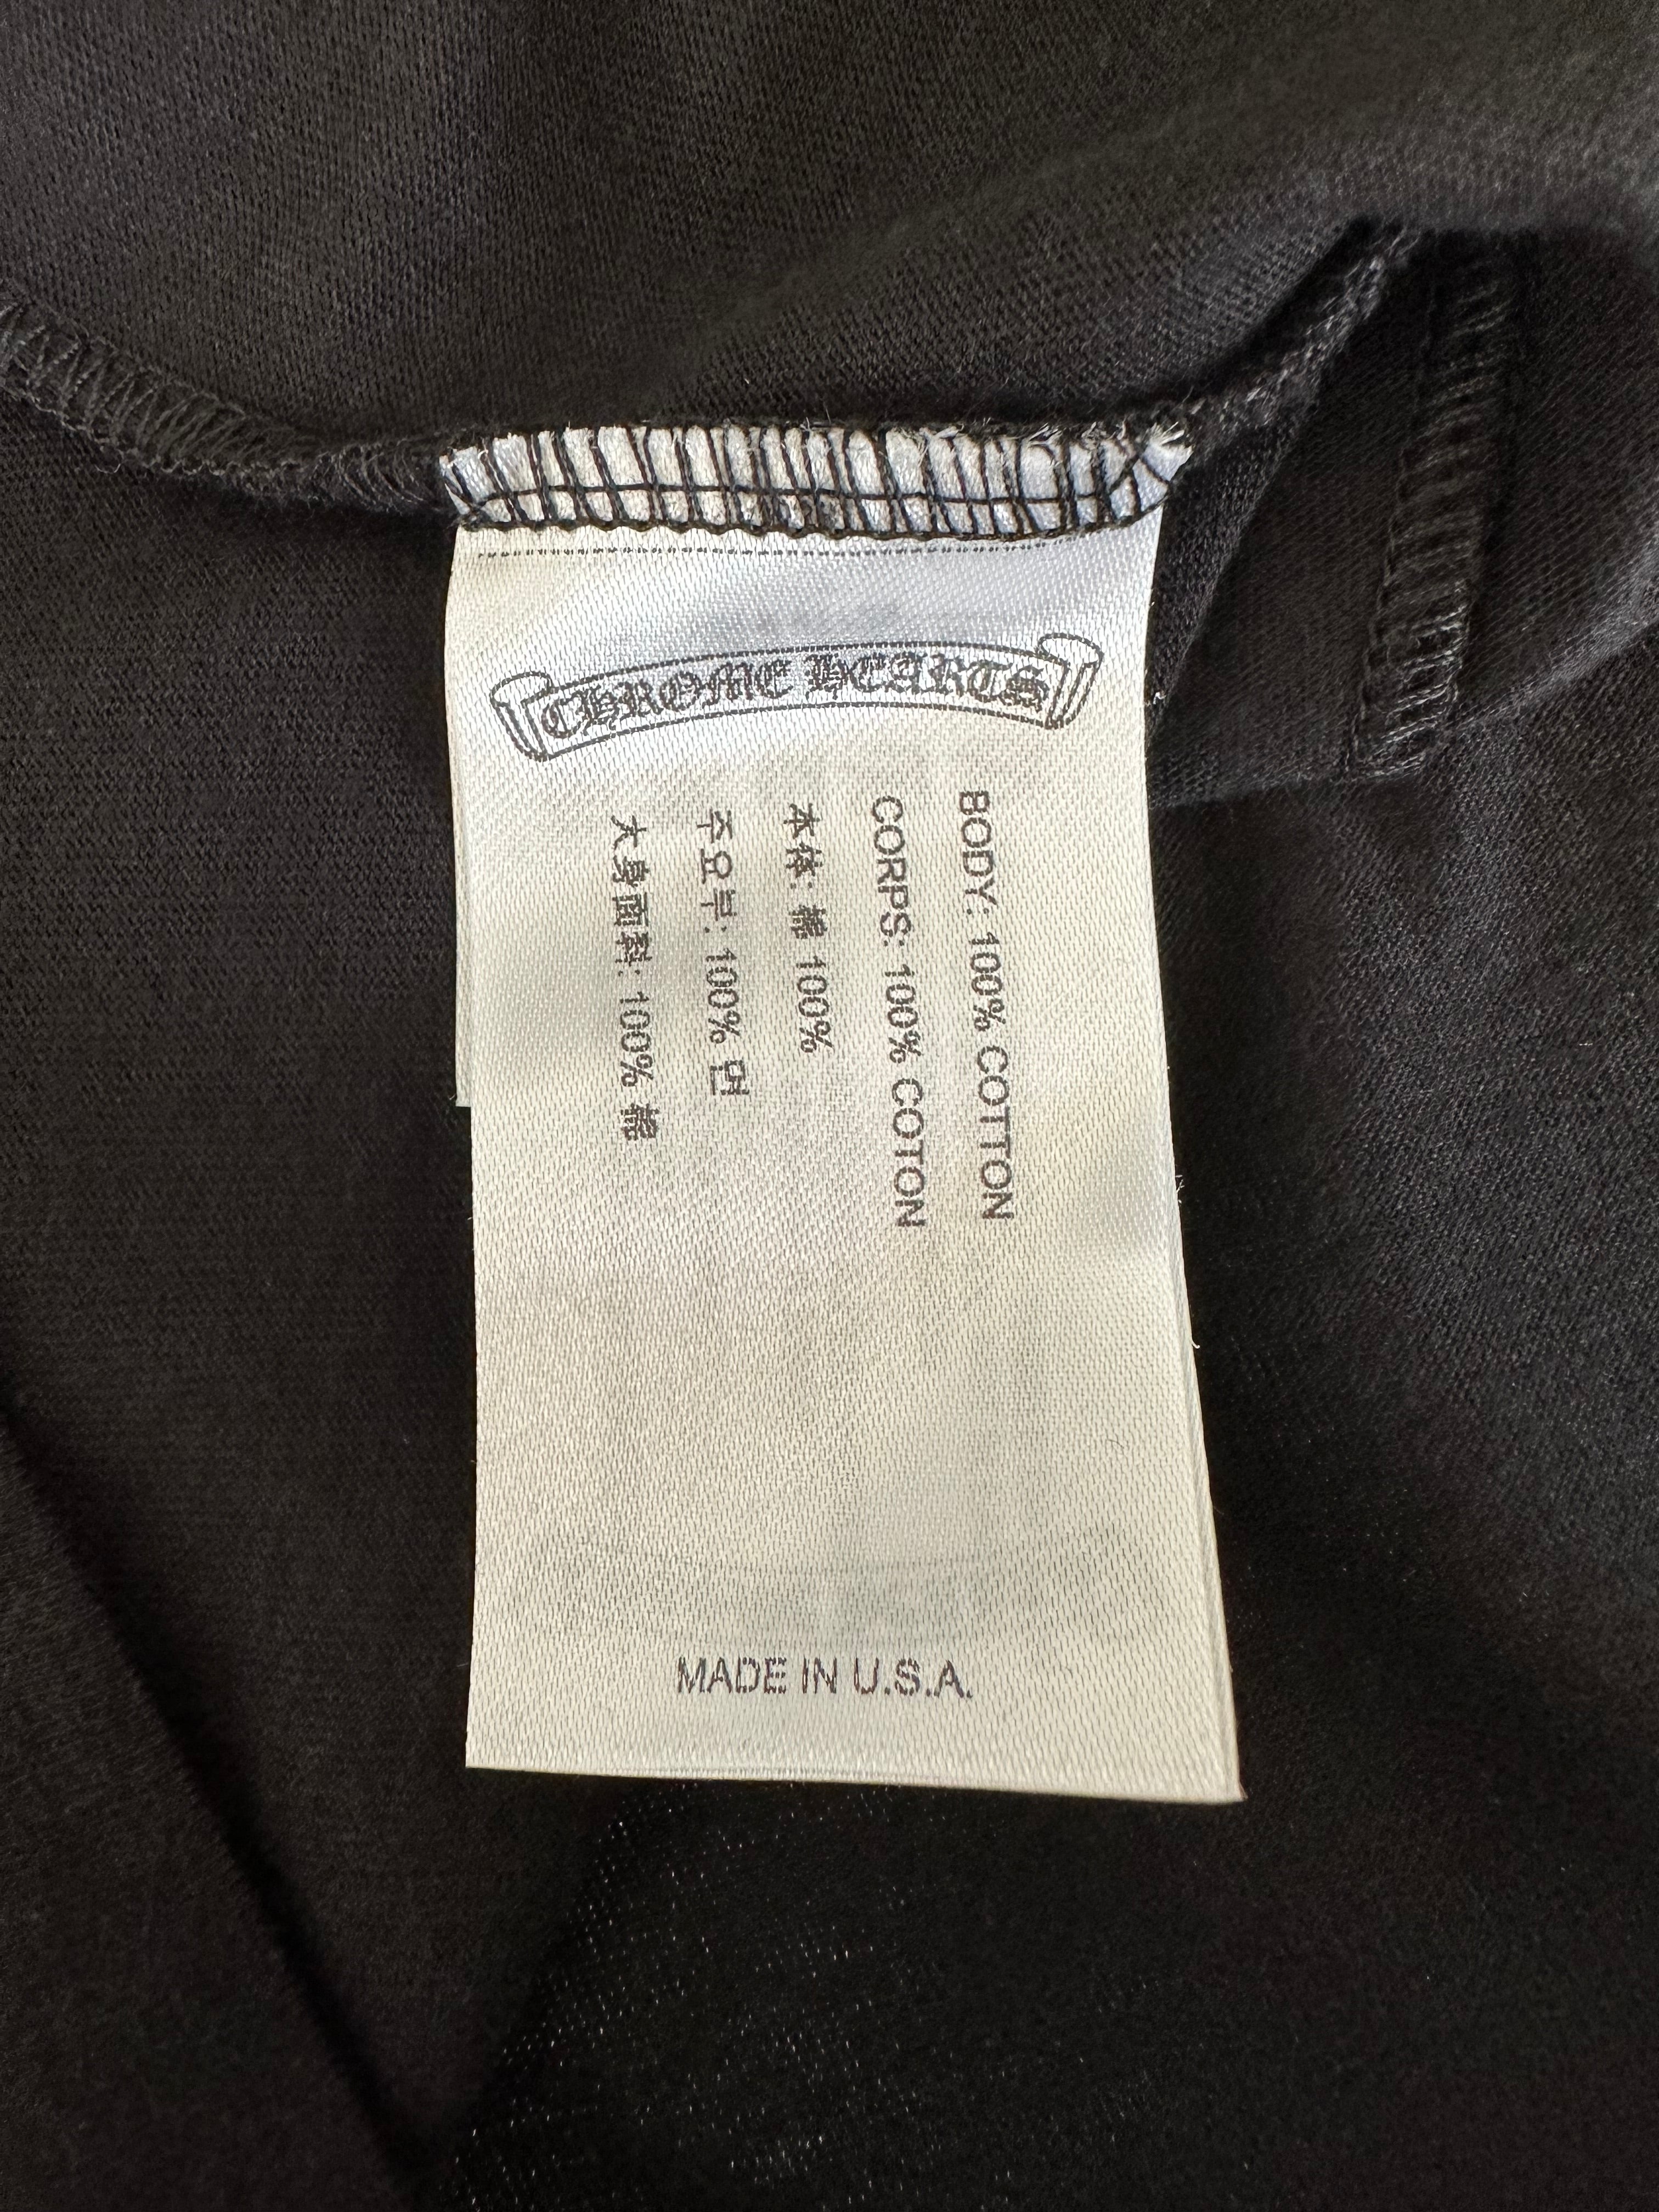 CHROME HEARTS
BODY: 100% COTTON
CORPS: 100% COTON
本体: 綿 100%
주요부: 100% 면
大身面料: 100% 棉
MADE IN U.S.A.